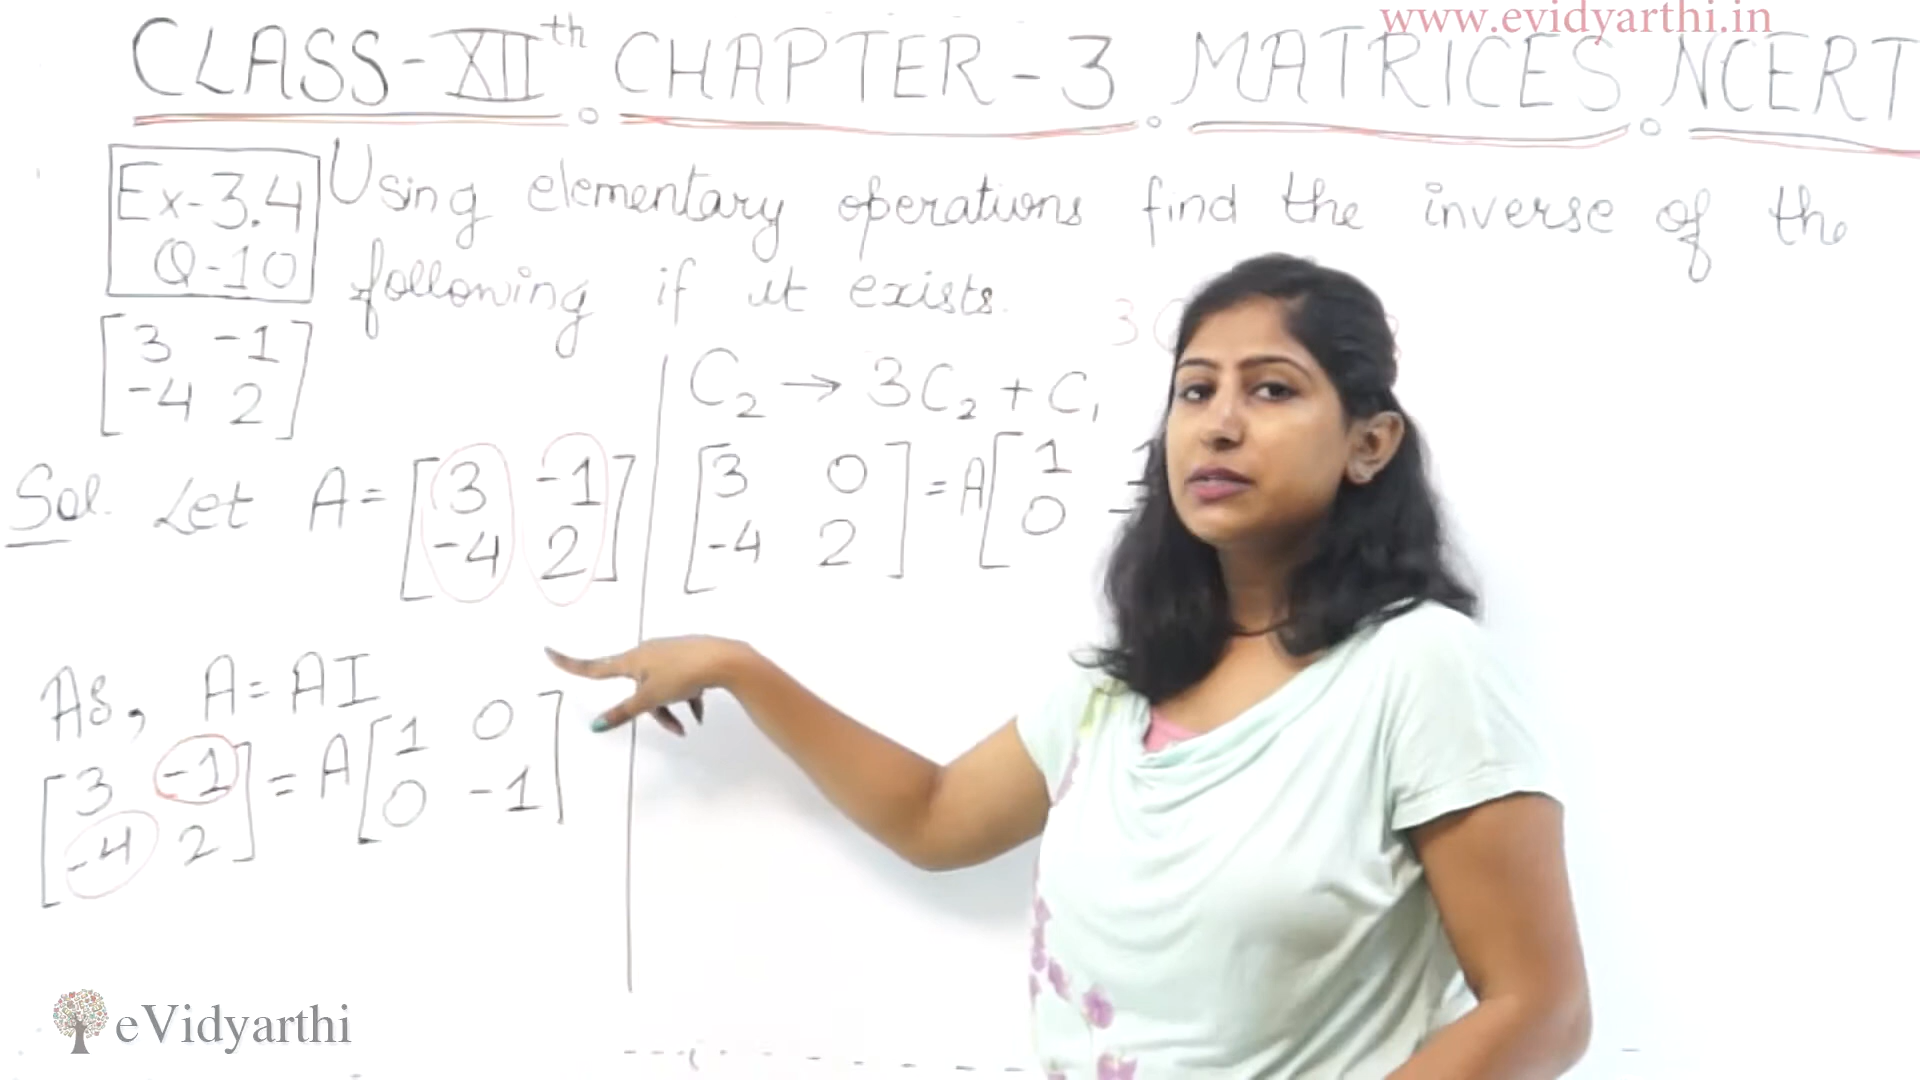 www.evidyarthi.in
CLASS-XIIth CHAPTER-3 MATRICES NCERT
Ex-3.4
Q-10
Using elementary operations find the inverse of the
following if it exists.
[3 -1
-4 2]
Sol. Let A = [3 -1
-4 2]
As, A = AI
[3 -1
-4 2] = A[1 0
0 -1]
C2 → 3C2 + C1
[3 0
-4 2] = A[1 1
0
3
eVidyarthi